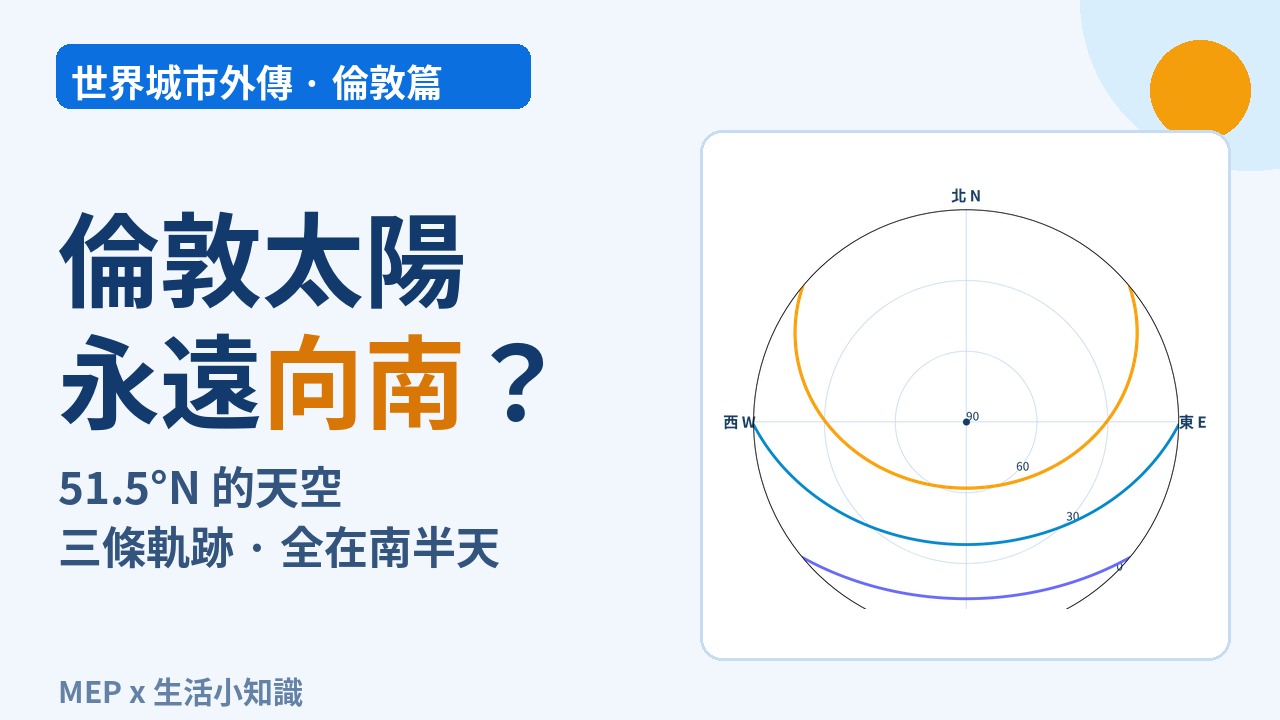 世界城市外傳 · 倫敦篇
倫敦太陽
永遠向南？
51.5°N 的天空
三條軌跡 · 全在南半天
MEP x 生活小知識
北 N
西 W
90
東 E
60
30
0